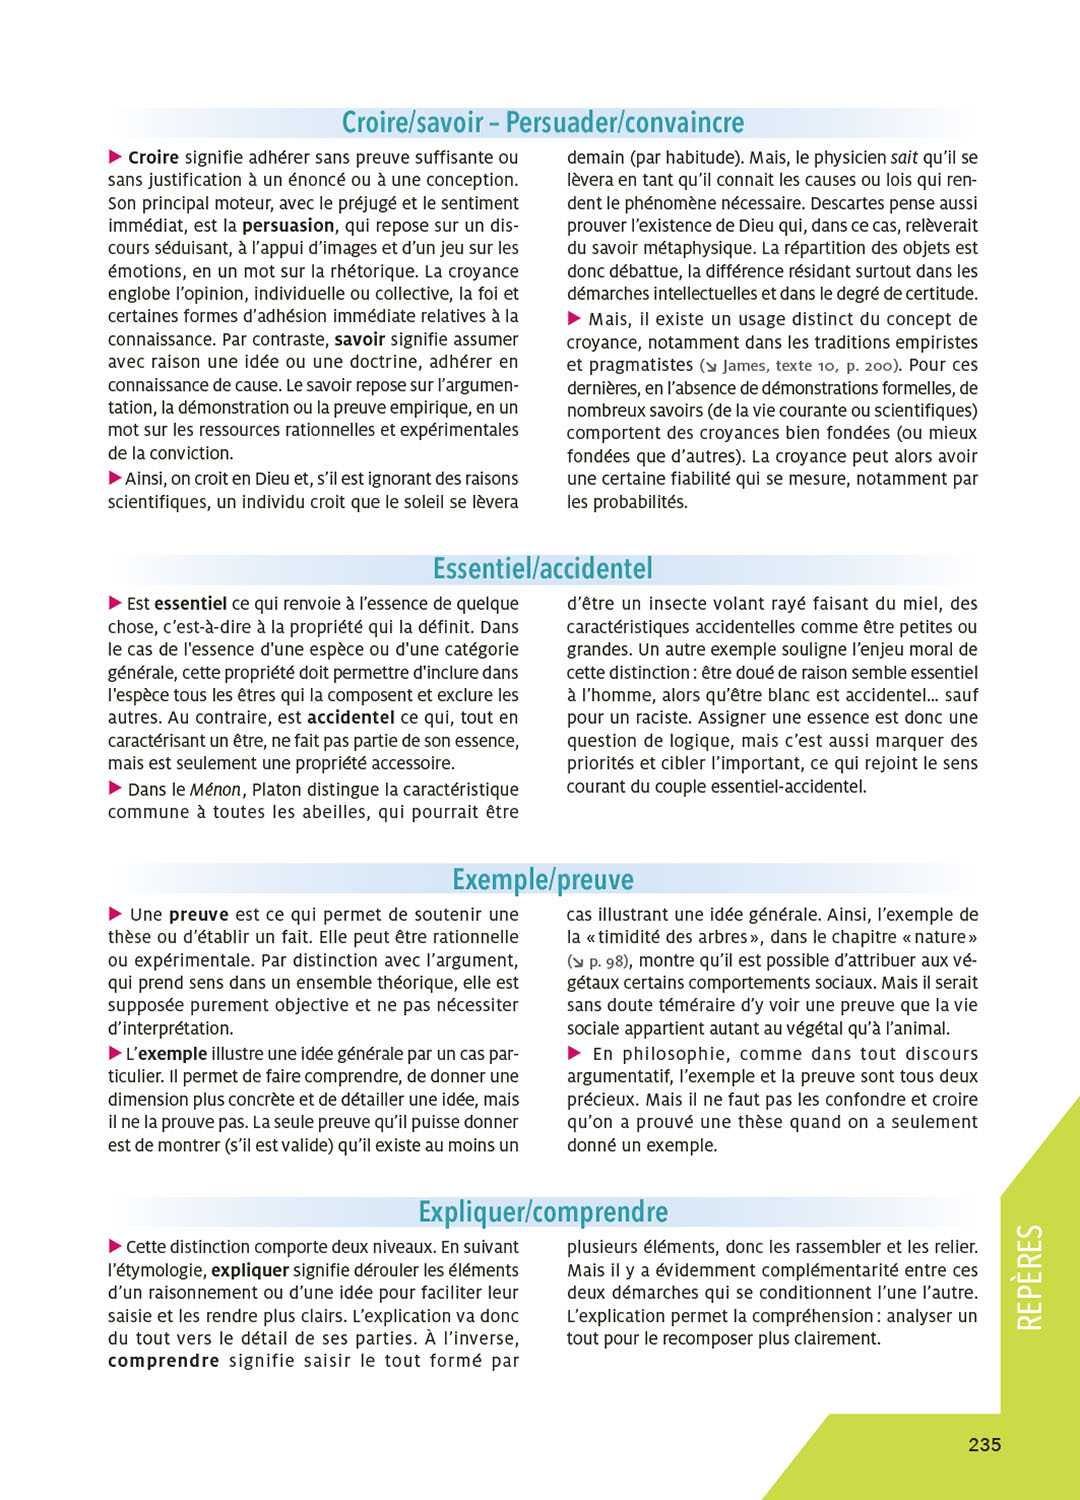 Croire/savoir – Persuader/convaincre
▶ Croire signifie adhérer sans preuve suffisante ou
sans justification à un énoncé ou à une conception.
Son principal moteur, avec le préjugé et le sentiment
immédiat, est la persuasion, qui repose sur un dis-
cours séduisant, à l’appui d’images et d’un jeu sur les
émotions, en un mot sur la rhétorique. La croyance
englobe l’opinion, individuelle ou collective, la foi et
certaines formes d’adhésion immédiate relatives à la
connaissance. Par contraste, savoir signifie assumer
avec raison une idée ou une doctrine, adhérer en
connaissance de cause. Le savoir repose sur l’argumen-
tation, la démonstration ou la preuve empirique, en un
mot sur les ressources rationnelles et expérimentales
de la conviction.
▶ Ainsi, on croit en Dieu et, s’il est ignorant des raisons
scientifiques, un individu croit que le soleil se lèvera
demain (par habitude). Mais, le physicien sait qu’il se
lèvera en tant qu’il connait les causes ou lois qui ren-
dent le phénomène nécessaire. Descartes pense aussi
prouver l’existence de Dieu qui, dans ce cas, relèverait
du savoir métaphysique. La répartition des objets est
donc débattue, la différence résidant surtout dans les
démarches intellectuelles et dans le degré de certitude.
▶ Mais, il existe un usage distinct du concept de
croyance, notamment dans les traditions empiristes
et pragmatistes (↘ James, texte 10, p. 200). Pour ces
dernières, en l’absence de démonstrations formelles, de
nombreux savoirs (de la vie courante ou scientifiques)
comportent des croyances bien fondées (ou mieux
fondées que d’autres). La croyance peut alors avoir
une certaine fiabilité qui se mesure, notamment par
les probabilités.
Essentiel/accidentel
▶ Est essentiel ce qui renvoie à l’essence de quelque
chose, c’est-à-dire à la propriété qui la définit. Dans
le cas de l'essence d'une espèce ou d'une catégorie
générale, cette propriété doit permettre d'inclure dans
l'espèce tous les êtres qui la composent et exclure les
autres. Au contraire, est accidentel ce qui, tout en
caractérisant un être, ne fait pas partie de son essence,
mais est seulement une propriété accessoire.
▶ Dans le Ménon, Platon distingue la caractéristique
commune à toutes les abeilles, qui pourrait être
d’être un insecte volant rayé faisant du miel, des
caractéristiques accidentelles comme être petites ou
grandes. Un autre exemple souligne l’enjeu moral de
cette distinction : être doué de raison semble essentiel
à l’homme, alors qu’être blanc est accidentel… sauf
pour un raciste. Assigner une essence est donc une
question de logique, mais c’est aussi marquer des
priorités et cibler l’important, ce qui rejoint le sens
courant du couple essentiel-accidentel.
Exemple/preuve
▶ Une preuve est ce qui permet de soutenir une
thèse ou d’établir un fait. Elle peut être rationnelle
ou expérimentale. Par distinction avec l’argument,
qui prend sens dans un ensemble théorique, elle est
supposée purement objective et ne pas nécessiter
d’interprétation.
▶ L’exemple illustre une idée générale par un cas par-
ticulier. Il permet de faire comprendre, de donner une
dimension plus concrète et de détailler une idée, mais
il ne la prouve pas. La seule preuve qu’il puisse donner
est de montrer (s’il est valide) qu’il existe au moins un
cas illustrant une idée générale. Ainsi, l’exemple de
la « timidité des arbres », dans le chapitre « nature »
(↘ p. 98), montre qu’il est possible d’attribuer aux vé-
gétaux certains comportements sociaux. Mais il serait
sans doute téméraire d’y voir une preuve que la vie
sociale appartient autant au végétal qu’à l’animal.
▶ En philosophie, comme dans tout discours
argumentatif, l’exemple et la preuve sont tous deux
précieux. Mais il ne faut pas les confondre et croire
qu’on a prouvé une thèse quand on a seulement
donné un exemple.
Expliquer/comprendre
▶ Cette distinction comporte deux niveaux. En suivant
l’étymologie, expliquer signifie dérouler les éléments
d’un raisonnement ou d’une idée pour faciliter leur
saisie et les rendre plus clairs. L’explication va donc
du tout vers le détail de ses parties. À l’inverse,
comprendre signifie saisir le tout formé par
plusieurs éléments, donc les rassembler et les relier.
Mais il y a évidemment complémentarité entre ces
deux démarches qui se conditionnent l’une l’autre.
L’explication permet la compréhension : analyser un
tout pour le recomposer plus clairement.
REPÈRES
235